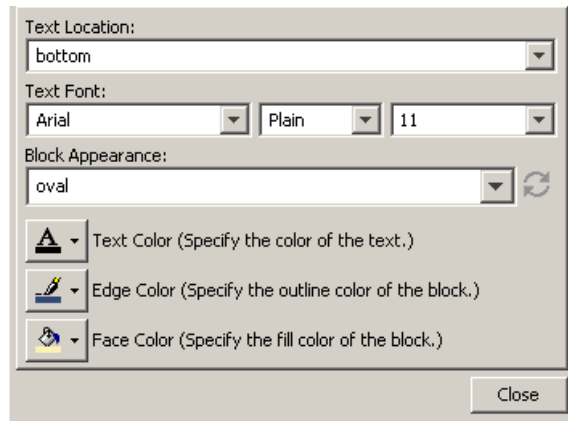 Text Location:
bottom
Text Font:
Arial Plain 11
Block Appearance:
oval
A Text Color (Specify the color of the text.)
Edge Color (Specify the outline color of the block.)
Face Color (Specify the fill color of the block.)
Close